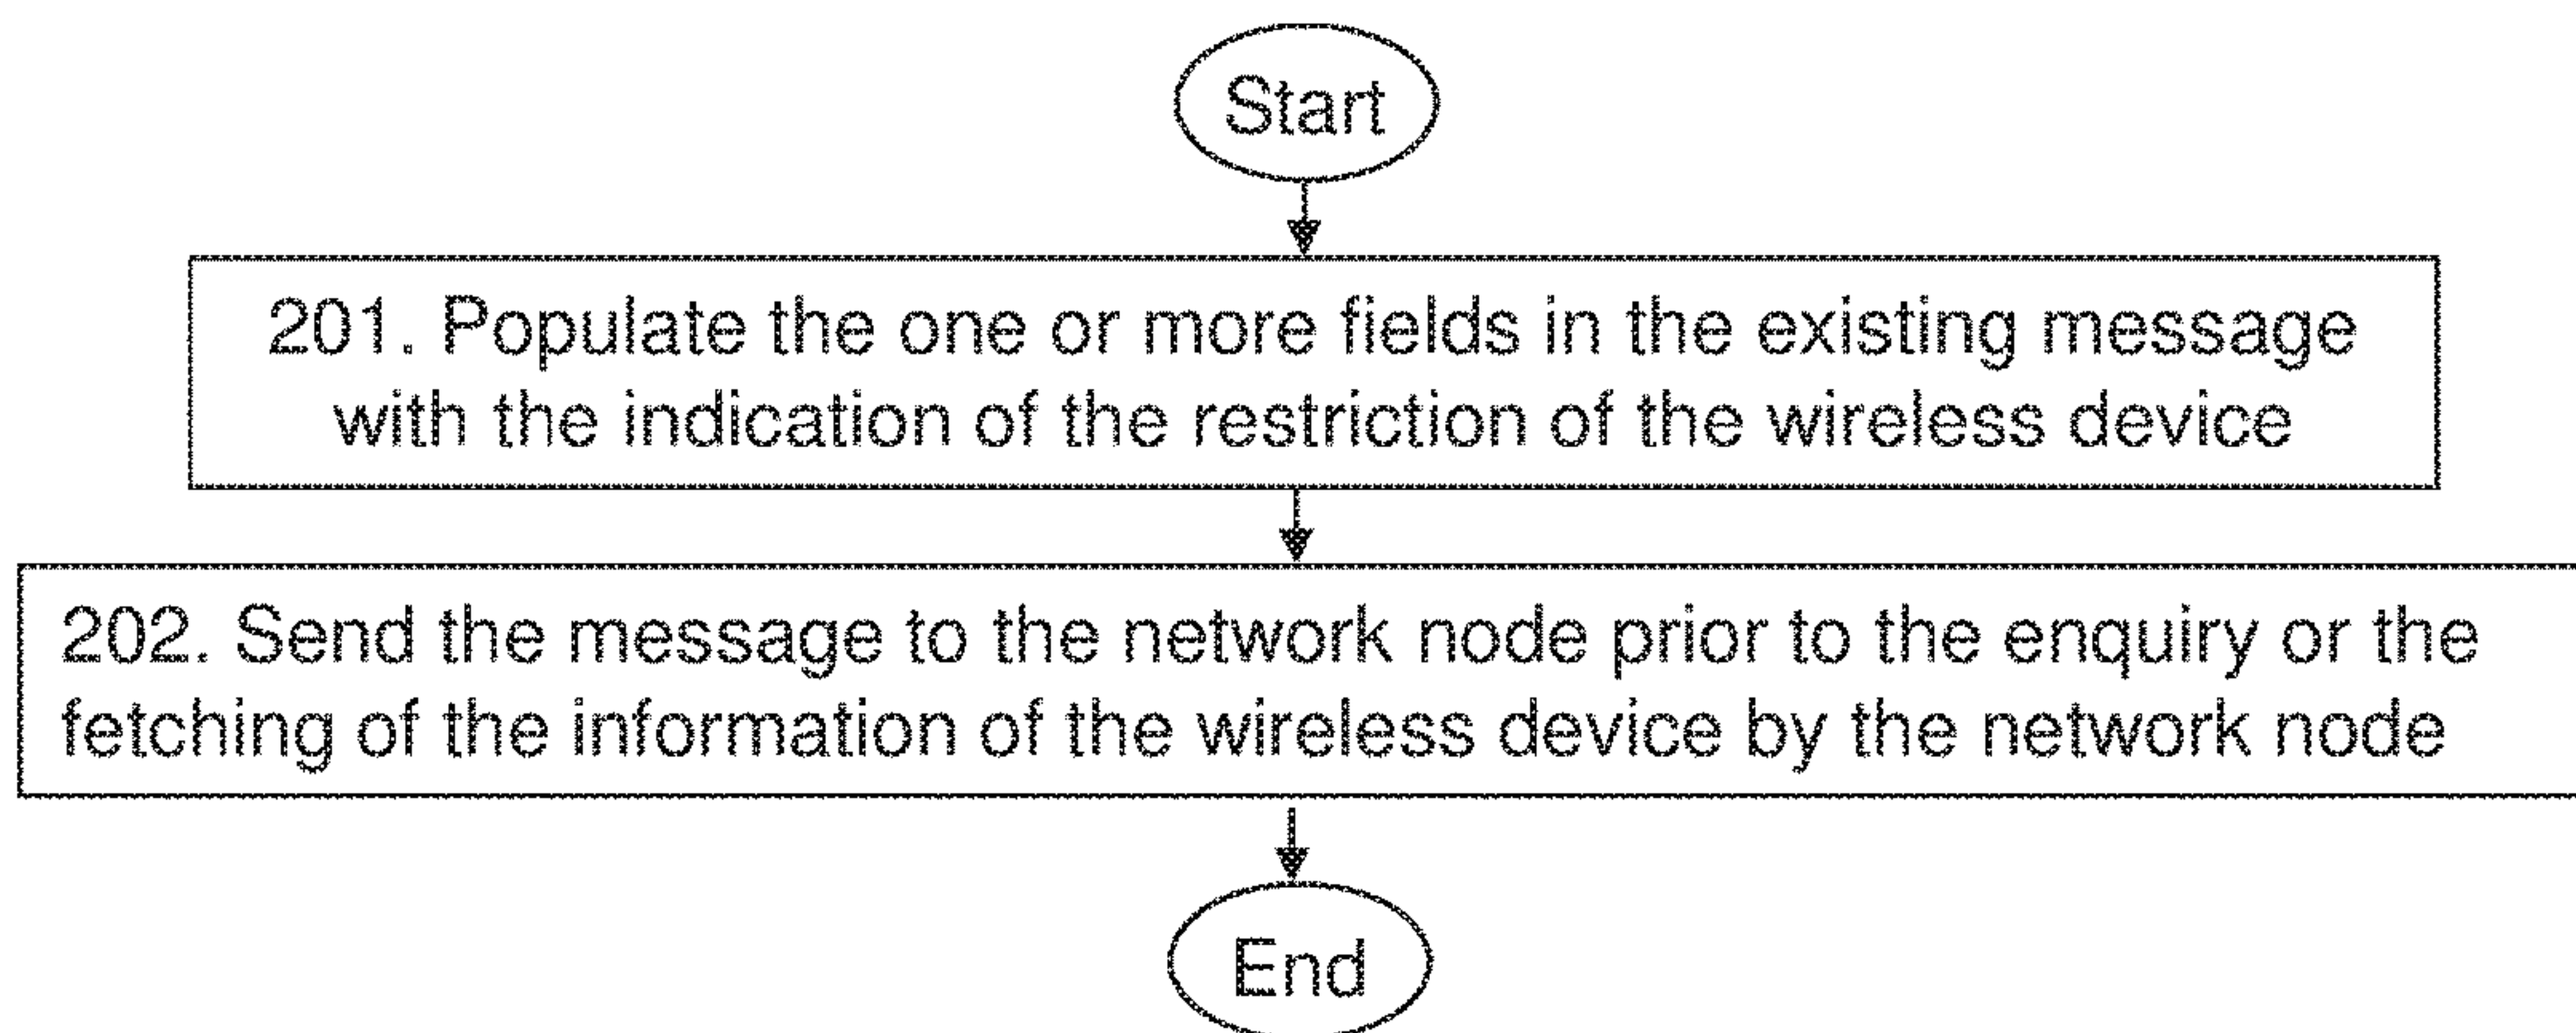 Start
201. Populate the one or more fields in the existing message
with the indication of the restriction of the wireless device
202. Send the message to the network node prior to the enquiry or the
fetching of the information of the wireless device by the network node
End